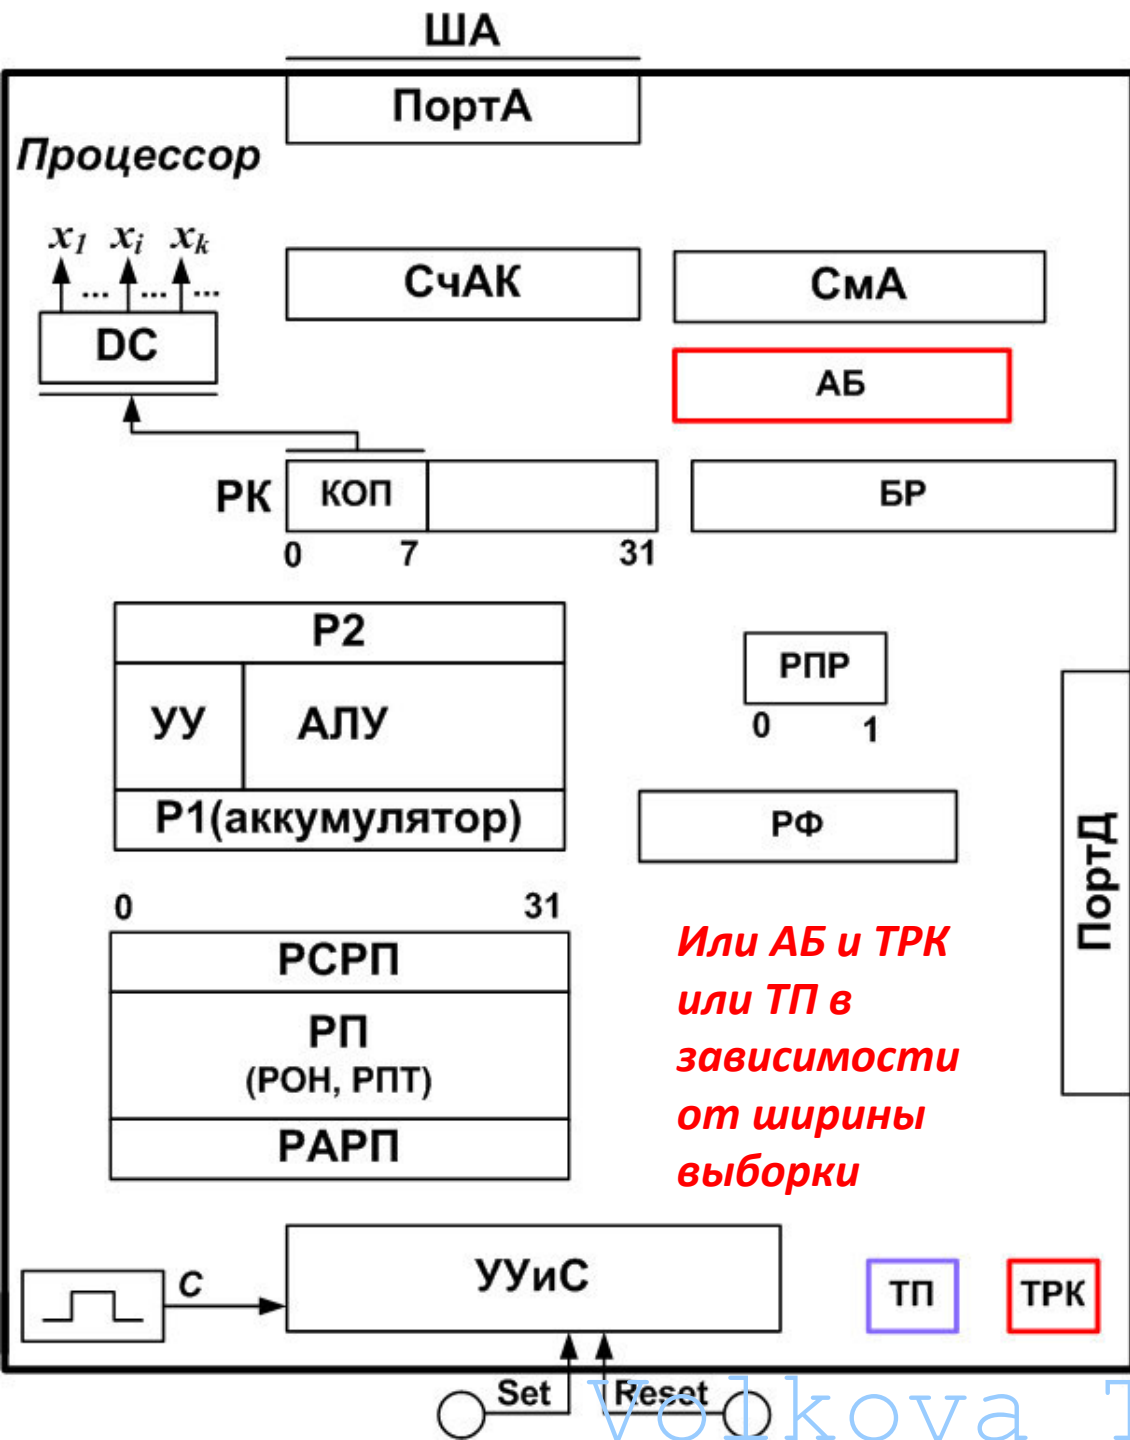 ША
ПортА
Процессор
x1 xi xk
... ... ...
СчАК
СмА
DC
АБ
РК
КОП
БР
0 7 31
Р2
УУ
АЛУ
Р1(аккумулятор)
РПР
0 1
РФ
ПортД
0 31
РСРП
РП
(РОН, РПТ)
РАРП
Или АБ и ТРК
или ТП в
зависимости
от ширины
выборки
C
УУиС
ТП
ТРК
Set
Reset
Volkova T